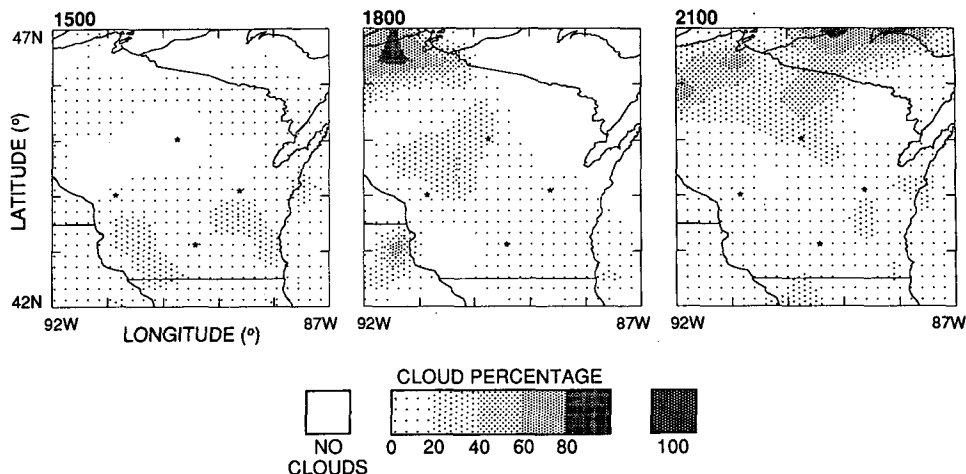 1500
1800
2100
47N
LATITUDE (º)
42N
92W
87W
92W
87W
92W
87W
LONGITUDE (º)
CLOUD PERCENTAGE
NO
CLOUDS
0 20 40 60 80
100